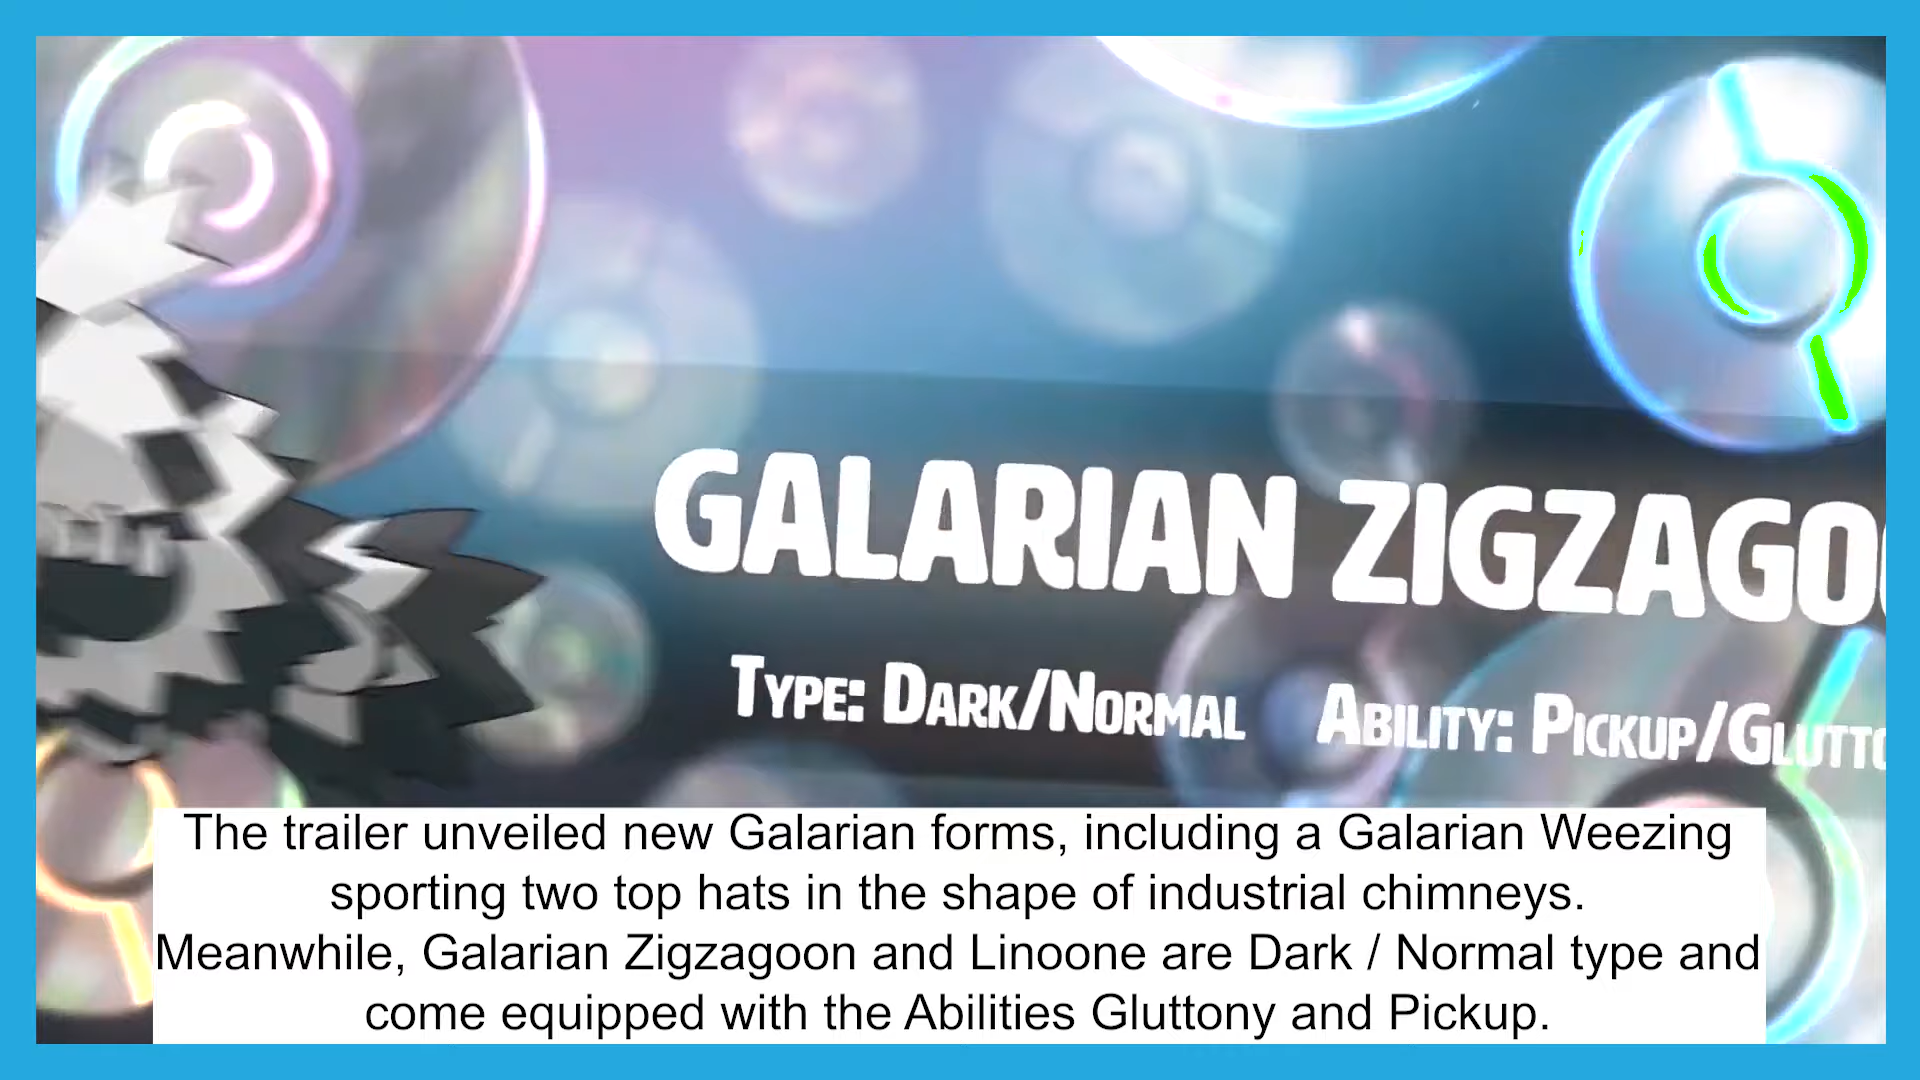 GALARIAN ZIGZAGO
TYPE: DARK/NORMAL ABILITY: PICKUP/GLUTTO
The trailer unveiled new Galarian forms, including a Galarian Weezing
sporting two top hats in the shape of industrial chimneys.
Meanwhile, Galarian Zigzagoon and Linoone are Dark / Normal type and
come equipped with the Abilities Gluttony and Pickup.